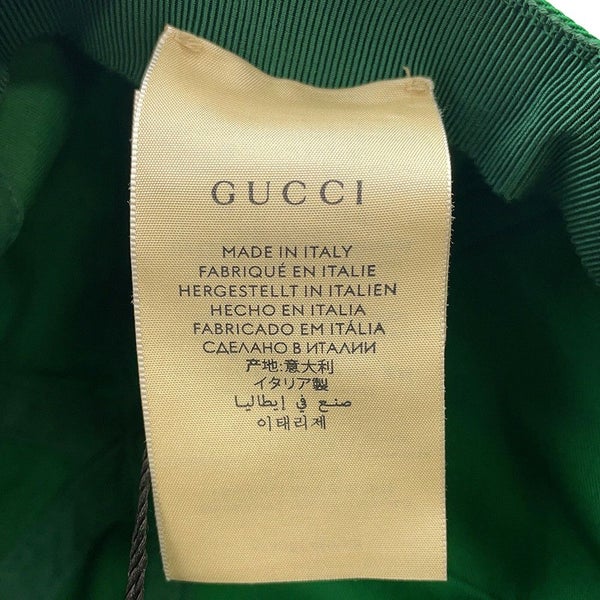 GUCCI
MADE IN ITALY
FABRIQUÉ EN ITALIE
HERGESTELLT IN ITALIEN
HECHO EN ITALIA
FABRICADO EM ITÁLIA
СДЕЛАНО В ИТАЛИИ
产地:意大利
イタリア製
صنع في إيطاليا
이태리제